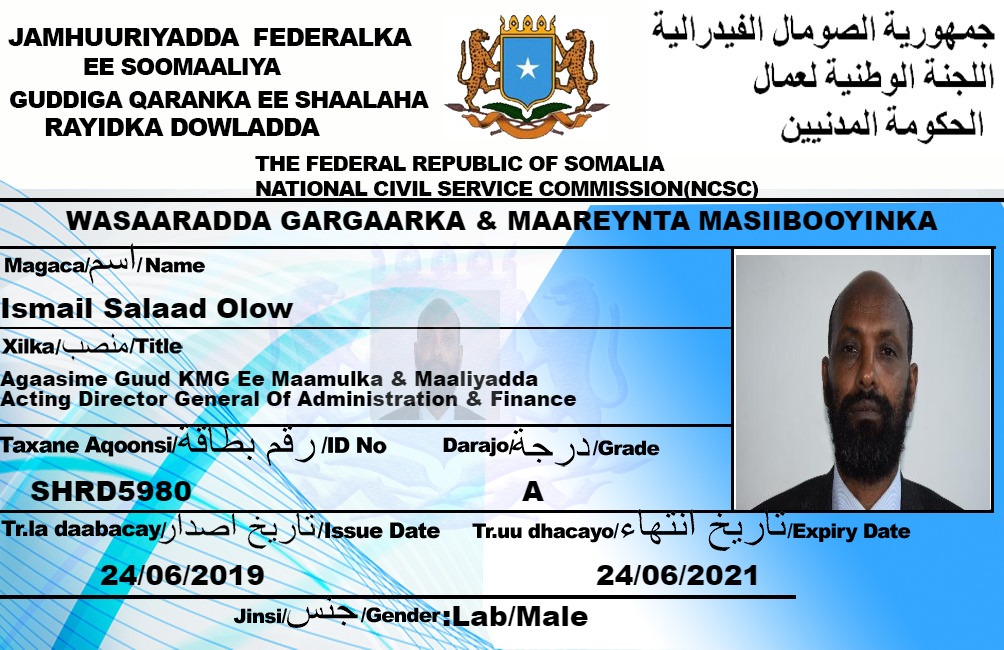 JAMHUURIYADDA FEDERALKA
EE SOOMAALIYA
GUDDIGA QARANKA EE SHAALAHA
RAYIDKA DOWLADDA
جمهورية الصومال الفيدرالية
اللجنة الوطنية لعمال
الحكومة المدنيين
THE FEDERAL REPUBLIC OF SOMALIA
NATIONAL CIVIL SERVICE COMMISSION(NCSC)
WASAARADDA GARGAARKA & MAAREYNTA MASIIBOOYINKA
Magaca/اسم/Name
Ismail Salaad Olow
Xilka/منصب/Title
Agaasime Guud KMG Ee Maamulka & Maaliyadda
Acting Director General Of Administration & Finance
Taxane Aqoonsi/رقم بطاقة/ID No Darajo/درجة/Grade
SHRD5980 A
Tr.la daabacay/تاريخ اصدار/Issue Date Tr.uu dhacayo/تاريخ انتهاء/Expiry Date
24/06/2019 24/06/2021
Jinsi/جنس/Gender:Lab/Male